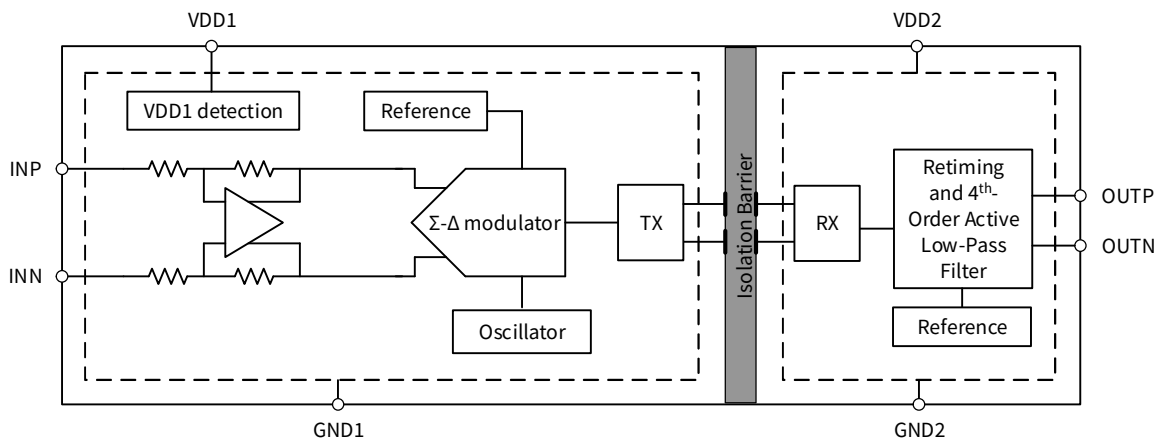 VDD1
VDD2
VDD1 detection
Reference
INP
INN
Σ-Δ modulator
Oscillator
TX
Isolation Barrier
RX
Retiming
and 4th-
Order Active
Low-Pass
Filter
Reference
OUTP
OUTN
GND1
GND2